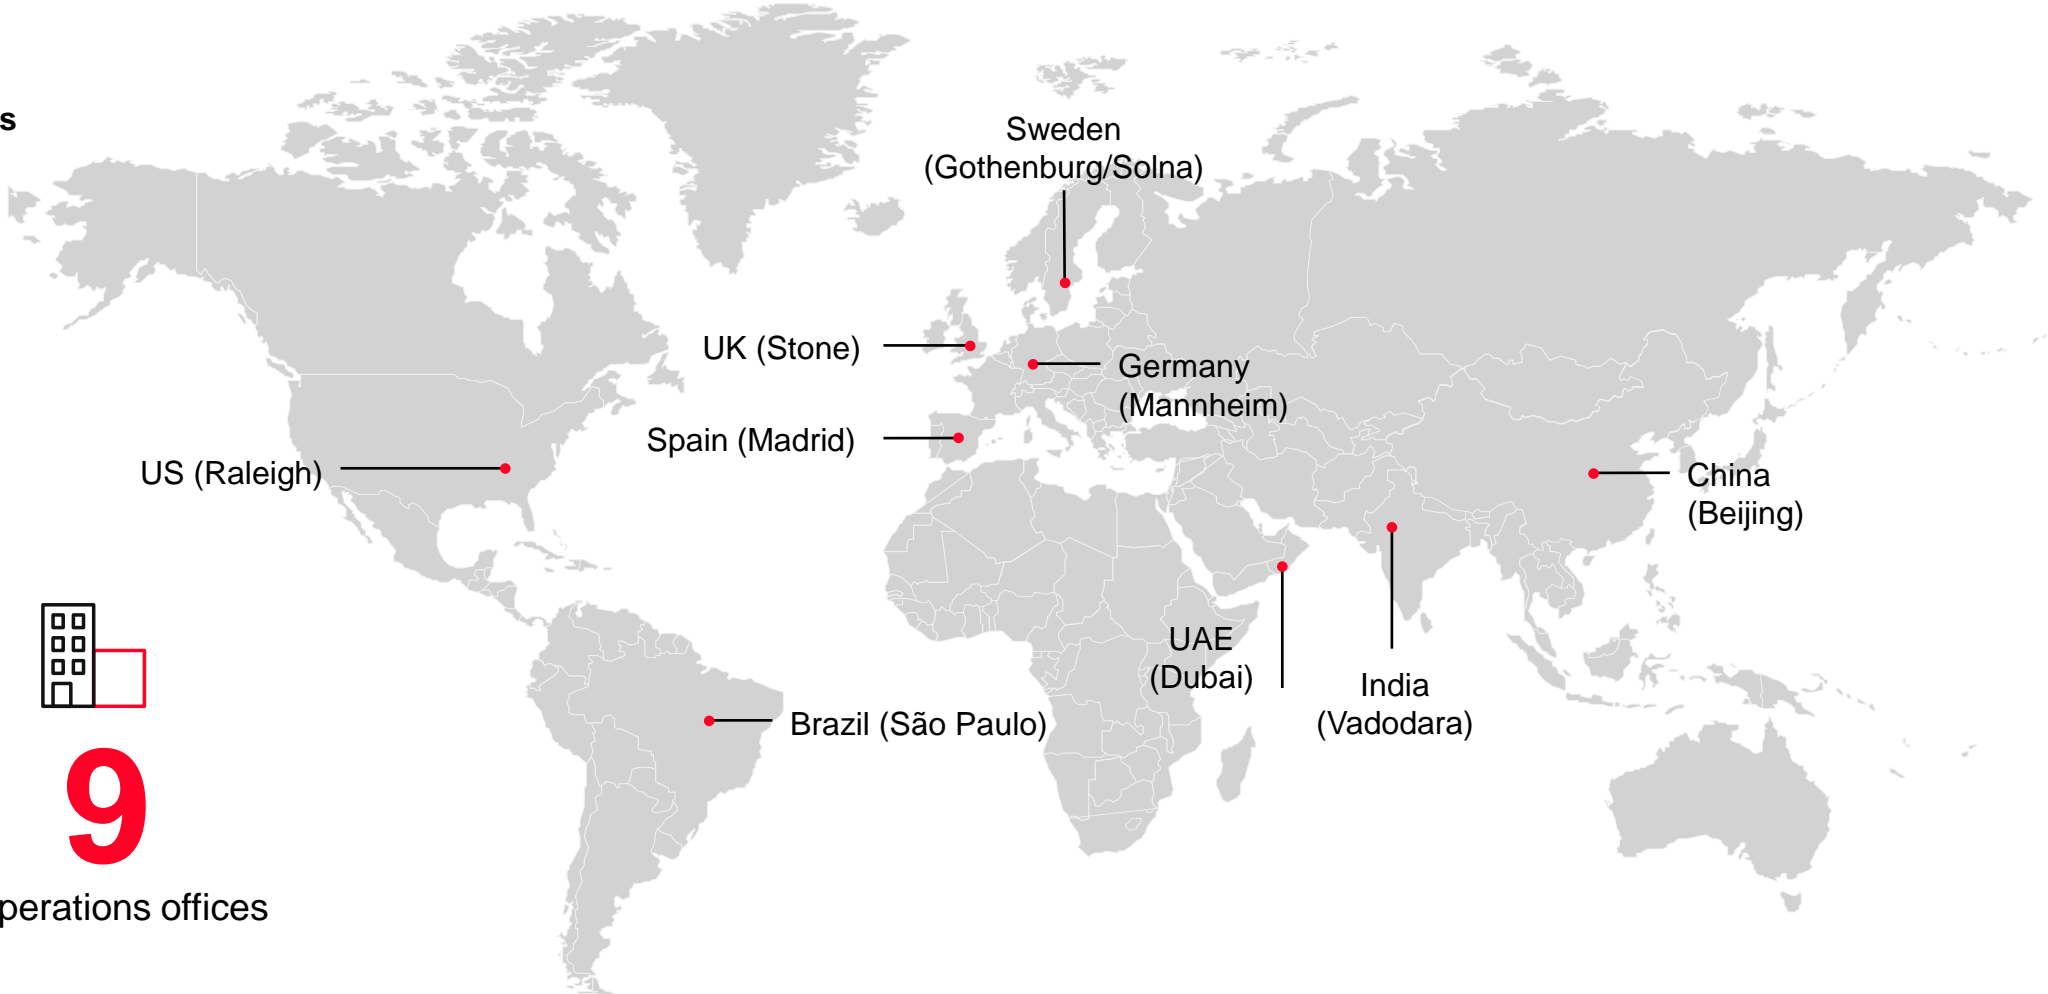 s
Sweden
(Gothenburg/Solna)
UK (Stone)
Germany
(Mannheim)
Spain (Madrid)
US (Raleigh)
China
(Beijing)
UAE
(Dubai)
India
(Vadodara)
Brazil (São Paulo)
9
perations offices